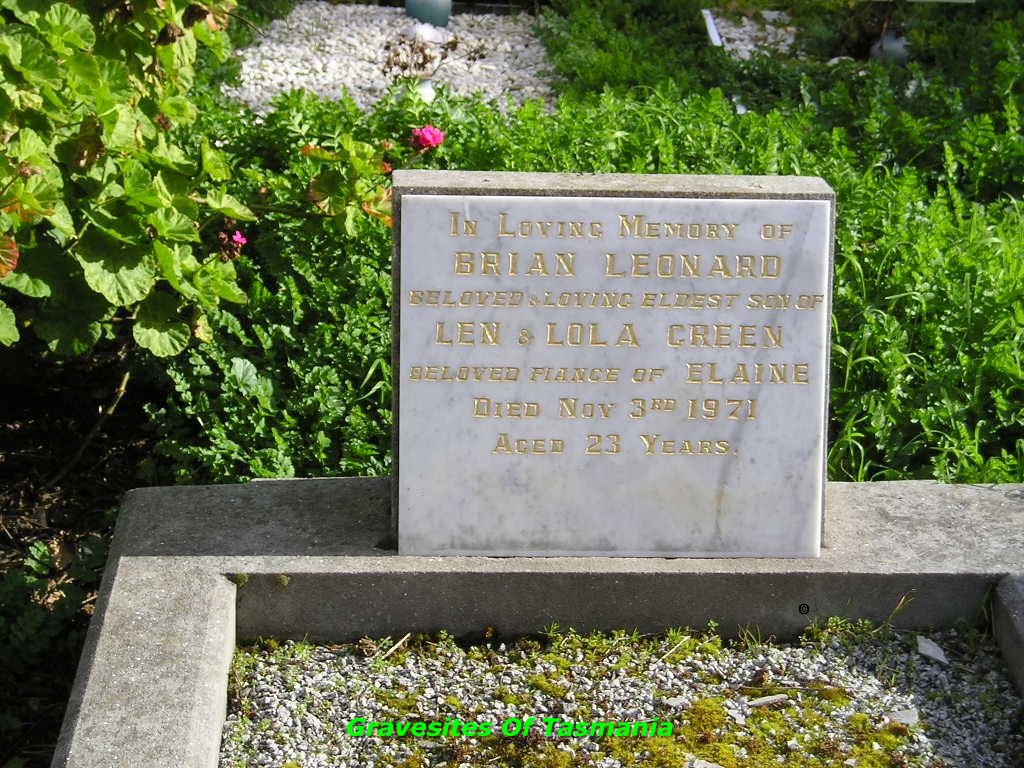 In Loving Memory of
BRIAN LEONARD
BELOVED & LOVING ELDEST SON OF
LEN & LOLA GREEN
BELOVED FIANCE OF ELAINE
Died Nov 3RD 1971
Aged 23 Years.
©
Gravesites Of Tasmania